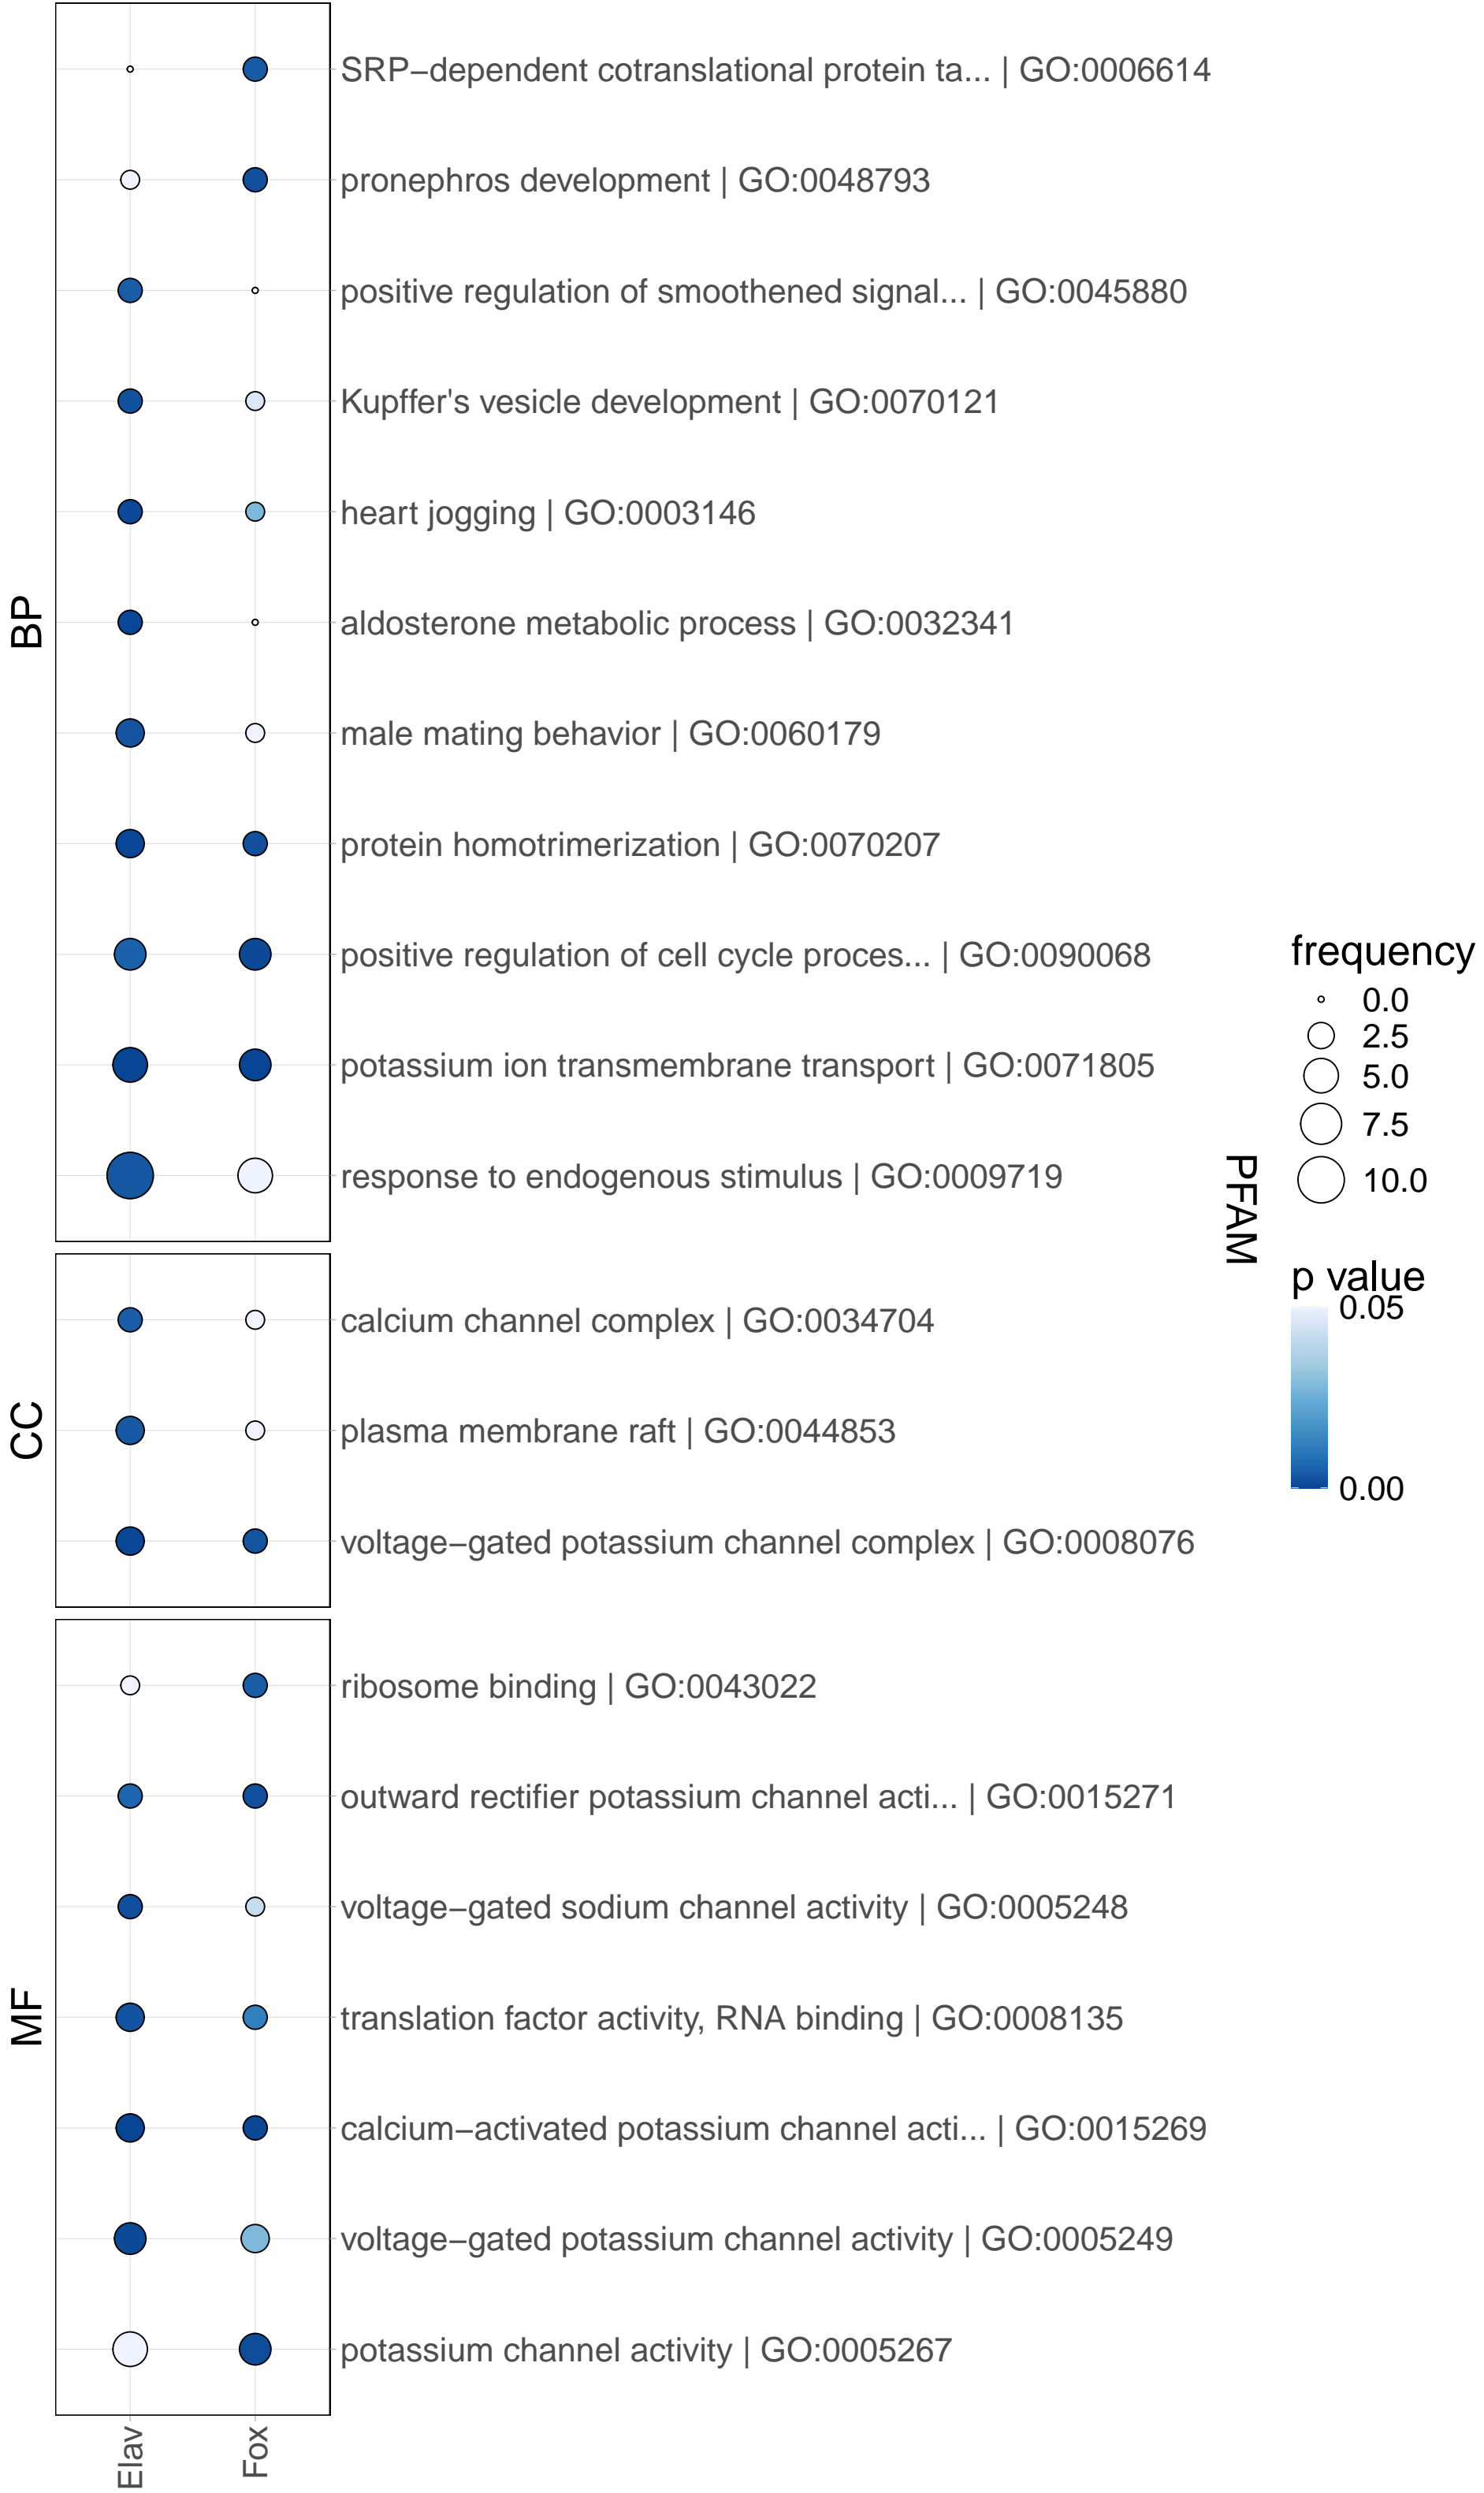 BP
SRP−dependent cotranslational protein ta... | GO:0006614
pronephros development | GO:0048793
positive regulation of smoothened signal... | GO:0045880
Kupffer's vesicle development | GO:0070121
heart jogging | GO:0003146
aldosterone metabolic process | GO:0032341
male mating behavior | GO:0060179
protein homotrimerization | GO:0070207
positive regulation of cell cycle proces... | GO:0090068
potassium ion transmembrane transport | GO:0071805
response to endogenous stimulus | GO:0009719
CC
calcium channel complex | GO:0034704
plasma membrane raft | GO:0044853
voltage−gated potassium channel complex | GO:0008076
MF
ribosome binding | GO:0043022
outward rectifier potassium channel acti... | GO:0015271
voltage−gated sodium channel activity | GO:0005248
translation factor activity, RNA binding | GO:0008135
calcium−activated potassium channel acti... | GO:0015269
voltage−gated potassium channel activity | GO:0005249
potassium channel activity | GO:0005267
Elav
Fox
PFAM
frequency
0.0
2.5
5.0
7.5
10.0
p value
0.05
0.00